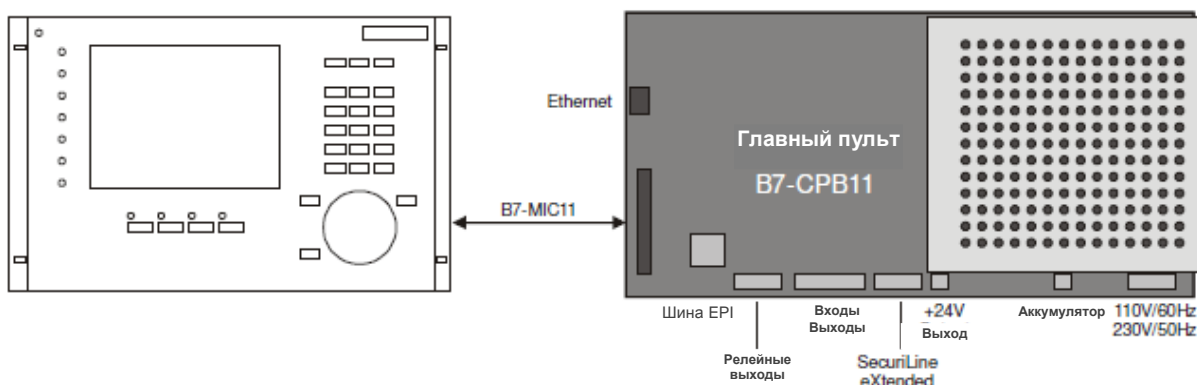 Ethernet
Главный пульт
B7-CPB11
B7-MIC11
Шина EPI
Входы
Выходы
+24V
Выход
Аккумулятор
110V/60Hz
230V/50Hz
Релейные
выходы
SecuriLine
eXtended